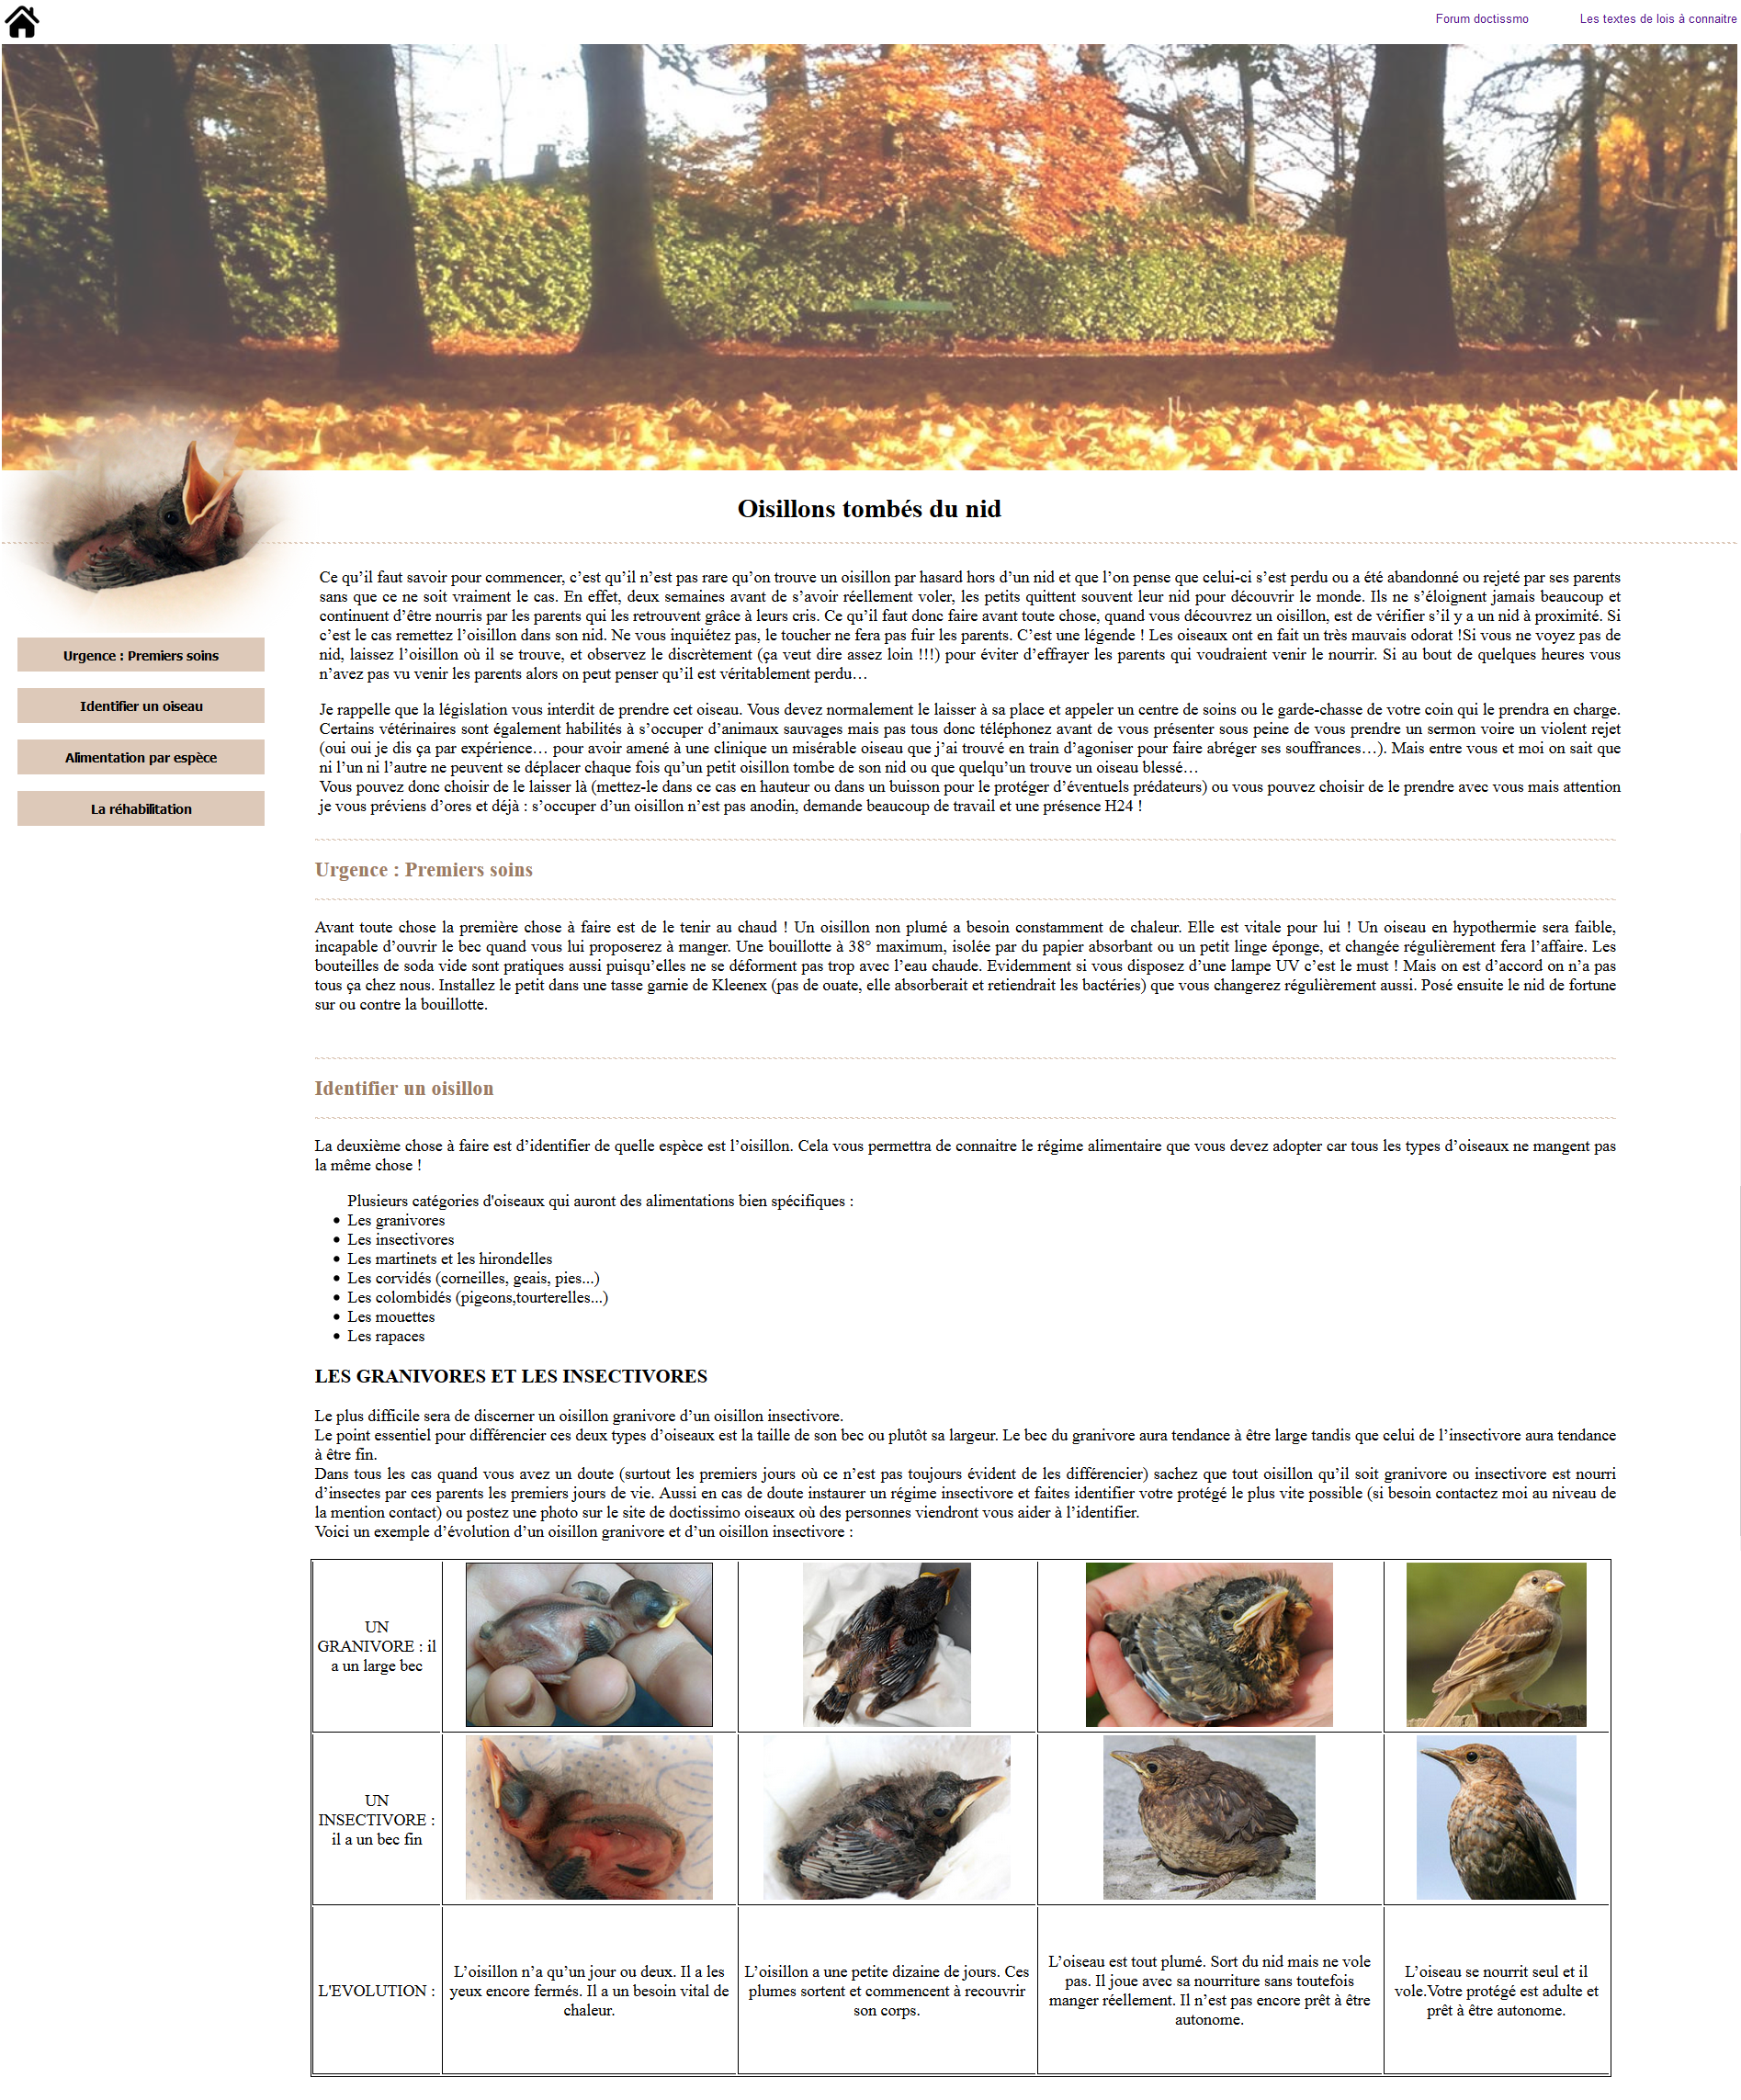 Forum doctissmo
Les textes de lois à connaitre
Oisillons tombés du nid
Urgence : Premiers soins
Identifier un oiseau
Alimentation par espèce
La réhabilitation
Ce qu’il faut savoir pour commencer, c’est qu’il n’est pas rare qu’on trouve un oisillon par hasard hors d’un nid et que l’on pense que celui-ci s’est perdu ou a été abandonné ou rejeté par ses parents
sans que ce ne soit vraiment le cas. En effet, deux semaines avant de s’avoir réellement voler, les petits quittent souvent leur nid pour découvrir le monde. Ils ne s’éloignent jamais beaucoup et
continuent d’être nourris par les parents qui les retrouvent grâce à leurs cris. Ce qu’il faut donc faire avant toute chose, quand vous découvrez un oisillon, est de vérifier s’il y a un nid à proximité. Si
c’est le cas remettez l’oisillon dans son nid. Ne vous inquiétez pas, le toucher ne fera pas fuir les parents. C’est une légende ! Les oiseaux ont en fait un très mauvais odorat !Si vous ne voyez pas de
nid, laissez l’oisillon où il se trouve, et observez le discrètement (ça veut dire assez loin !!!) pour éviter d’effrayer les parents qui voudraient venir le nourrir. Si au bout de quelques heures vous
n’avez pas vu venir les parents alors on peut penser qu’il est véritablement perdu…
Je rappelle que la législation vous interdit de prendre cet oiseau. Vous devez normalement le laisser à sa place et appeler un centre de soins ou le garde-chasse de votre coin qui le prendra en charge.
Certains vétérinaires sont également habilités à s’occuper d’animaux sauvages mais pas tous donc téléphonez avant de vous présenter sous peine de vous prendre un sermon voire un violent rejet
(oui oui je dis ça par expérience… pour avoir amené à une clinique un misérable oiseau que j’ai trouvé en train d’agoniser pour faire abréger ses souffrances…). Mais entre vous et moi on sait que
ni l’un ni l’autre ne peuvent se déplacer chaque fois qu’un petit oisillon tombe de son nid ou que quelqu’un trouve un oiseau blessé…
Vous pouvez donc choisir de le laisser là (mettez-le dans ce cas en hauteur ou dans un buisson pour le protéger d’éventuels prédateurs) ou vous pouvez choisir de le prendre avec vous mais attention
je vous préviens d’ores et déjà : s’occuper d’un oisillon n’est pas anodin, demande beaucoup de travail et une présence H24 !
Urgence : Premiers soins
Avant toute chose la première chose à faire est de le tenir au chaud ! Un oisillon non plumé a besoin constamment de chaleur. Elle est vitale pour lui ! Un oiseau en hypothermie sera faible,
incapable d’ouvrir le bec quand vous lui proposerez à manger. Une bouillotte à 38° maximum, isolée par du papier absorbant ou un petit linge éponge, et changée régulièrement fera l’affaire. Les
bouteilles de soda vide sont pratiques aussi puisqu’elles ne se déforment pas trop avec l’eau chaude. Evidemment si vous disposez d’une lampe UV c’est le must ! Mais on est d’accord on n’a pas
tous ça chez nous. Installez le petit dans une tasse garnie de Kleenex (pas de ouate, elle absorberait et retiendrait les bactéries) que vous changerez régulièrement aussi. Posé ensuite le nid de fortune
sur ou contre la bouillotte.
Identifier un oisillon
La deuxième chose à faire est d’identifier de quelle espèce est l’oisillon. Cela vous permettra de connaitre le régime alimentaire que vous devez adopter car tous les types d’oiseaux ne mangent pas
la même chose !
Plusieurs catégories d'oiseaux qui auront des alimentations bien spécifiques :
• Les granivores
• Les insectivores
• Les martinets et les hirondelles
• Les corvidés (corneilles, geais, pies...)
• Les colombidés (pigeons,tourterelles...)
• Les mouettes
• Les rapaces
LES GRANIVORES ET LES INSECTIVORES
Le plus difficile sera de discerner un oisillon granivore d’un oisillon insectivore.
Le point essentiel pour différencier ces deux types d’oiseaux est la taille de son bec ou plutôt sa largeur. Le bec du granivore aura tendance à être large tandis que celui de l’insectivore aura tendance
à être fin.
Dans tous les cas quand vous avez un doute (surtout les premiers jours où ce n’est pas toujours évident de les différencier) sachez que tout oisillon qu’il soit granivore ou insectivore est nourri
d’insectes par ces parents les premiers jours de vie. Aussi en cas de doute instaurer un régime insectivore et faites identifier votre protégé le plus vite possible (si besoin contactez moi au niveau de
la mention contact) ou postez une photo sur le site de doctissimo oiseaux où des personnes viendront vous aider à l’identifier.
Voici un exemple d’évolution d’un oisillon granivore et d’un oisillon insectivore :
UN
GRANIVORE : il
a un large bec
UN
INSECTIVORE :
il a un bec fin
L'EVOLUTION :
L’oisillon n’a qu’un jour ou deux. Il a les
yeux encore fermés. Il a un besoin vital de
chaleur.
L’oisillon a une petite dizaine de jours. Ces
plumes sortent et commencent à recouvrir
son corps.
L’oiseau est tout plumé. Sort du nid mais ne vole
pas. Il joue avec sa nourriture sans toutefois
manger réellement. Il n’est pas encore prêt à être
autonome.
L’oiseau se nourrit seul et il
vole.Votre protégé est adulte et
prêt à être autonome.